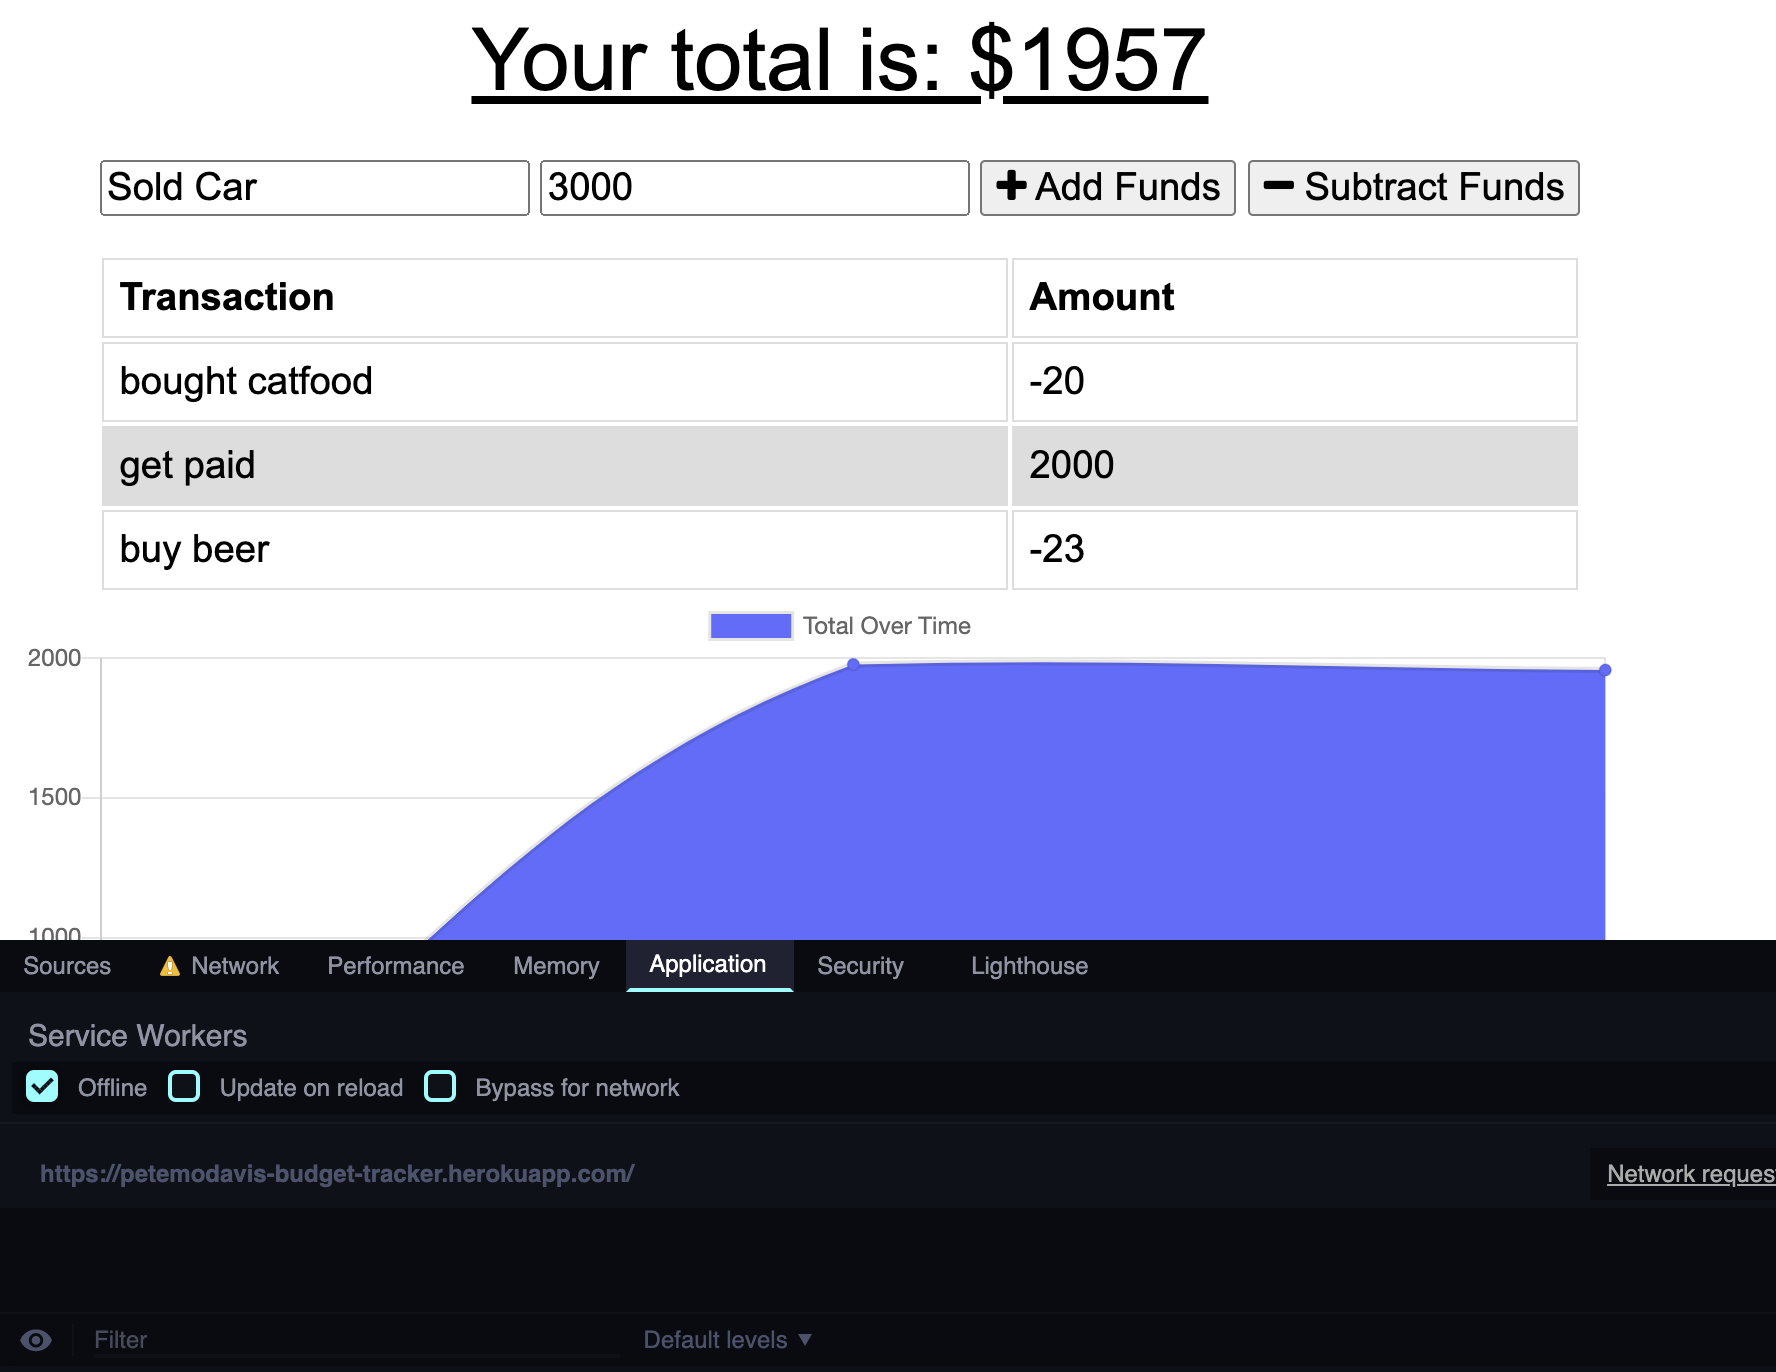 Your total is: $1957
Sold Car 3000 Add Funds Subtract Funds
Transaction Amount
bought catfood -20
get paid 2000
buy beer -23
Total Over Time
2000
1500
1000
Sources Network Performance Memory Application Security Lighthouse
Service Workers
Offline Update on reload Bypass for network
https://petemodavis-budget-tracker.herokuapp.com/ Network
Filter Default levels